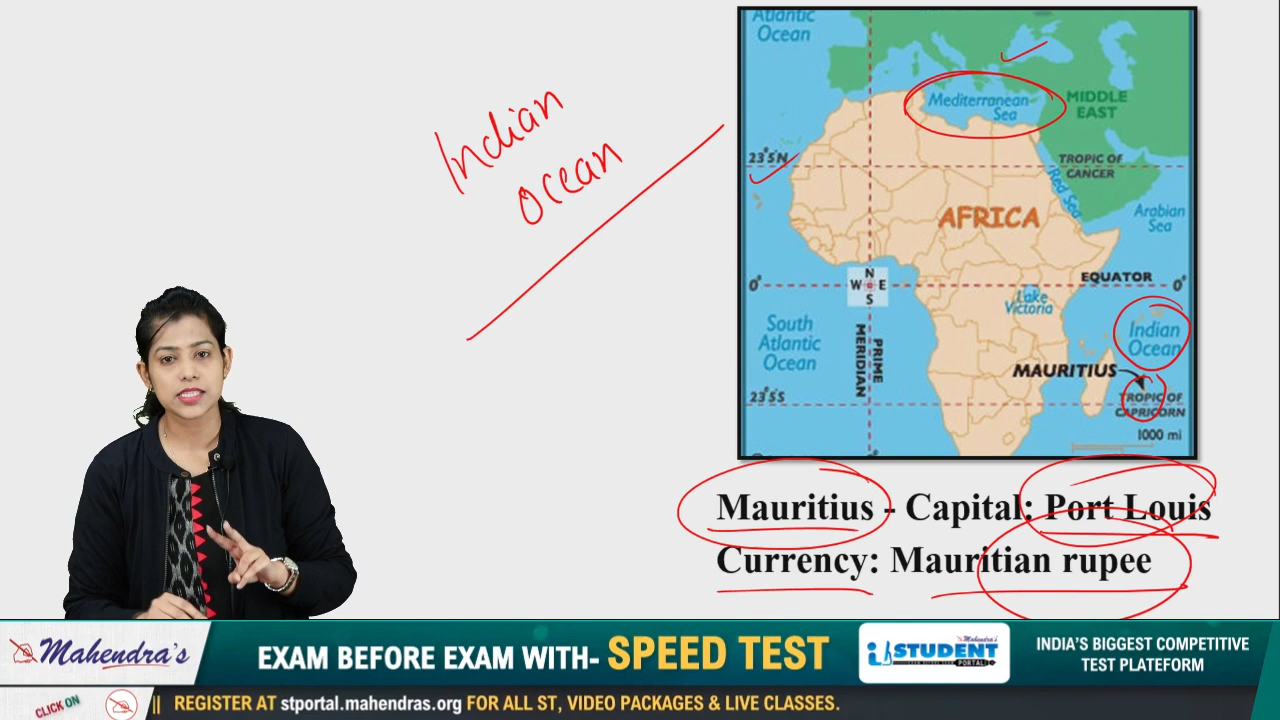 Indian
ocean
Atlantic
Ocean
Mediterranean
Sea
MIDDLE
EAST
23°5'N
TROPIC OF
CANCER
Red Sea
Arabian
Sea
AFRICA
EQUATOR
0°
0°
N
W E
S
Lake
Victoria
South
Atlantic
Ocean
PRIME
MERIDIAN
Indian
Ocean
MAURITIUS
23°5'S
TROPIC OF
CAPRICORN
1000 mi
Mauritius - Capital: Port Louis
Currency: Mauritian rupee
Mahendra's
EXAM BEFORE EXAM WITH- SPEED TEST
Mahendra's
STUDENT
PORTAL
INDIA'S BIGGEST COMPETITIVE
TEST PLATEFORM
CLICK ON
|| REGISTER AT stportal.mahendras.org FOR ALL ST, VIDEO PACKAGES & LIVE CLASSES.